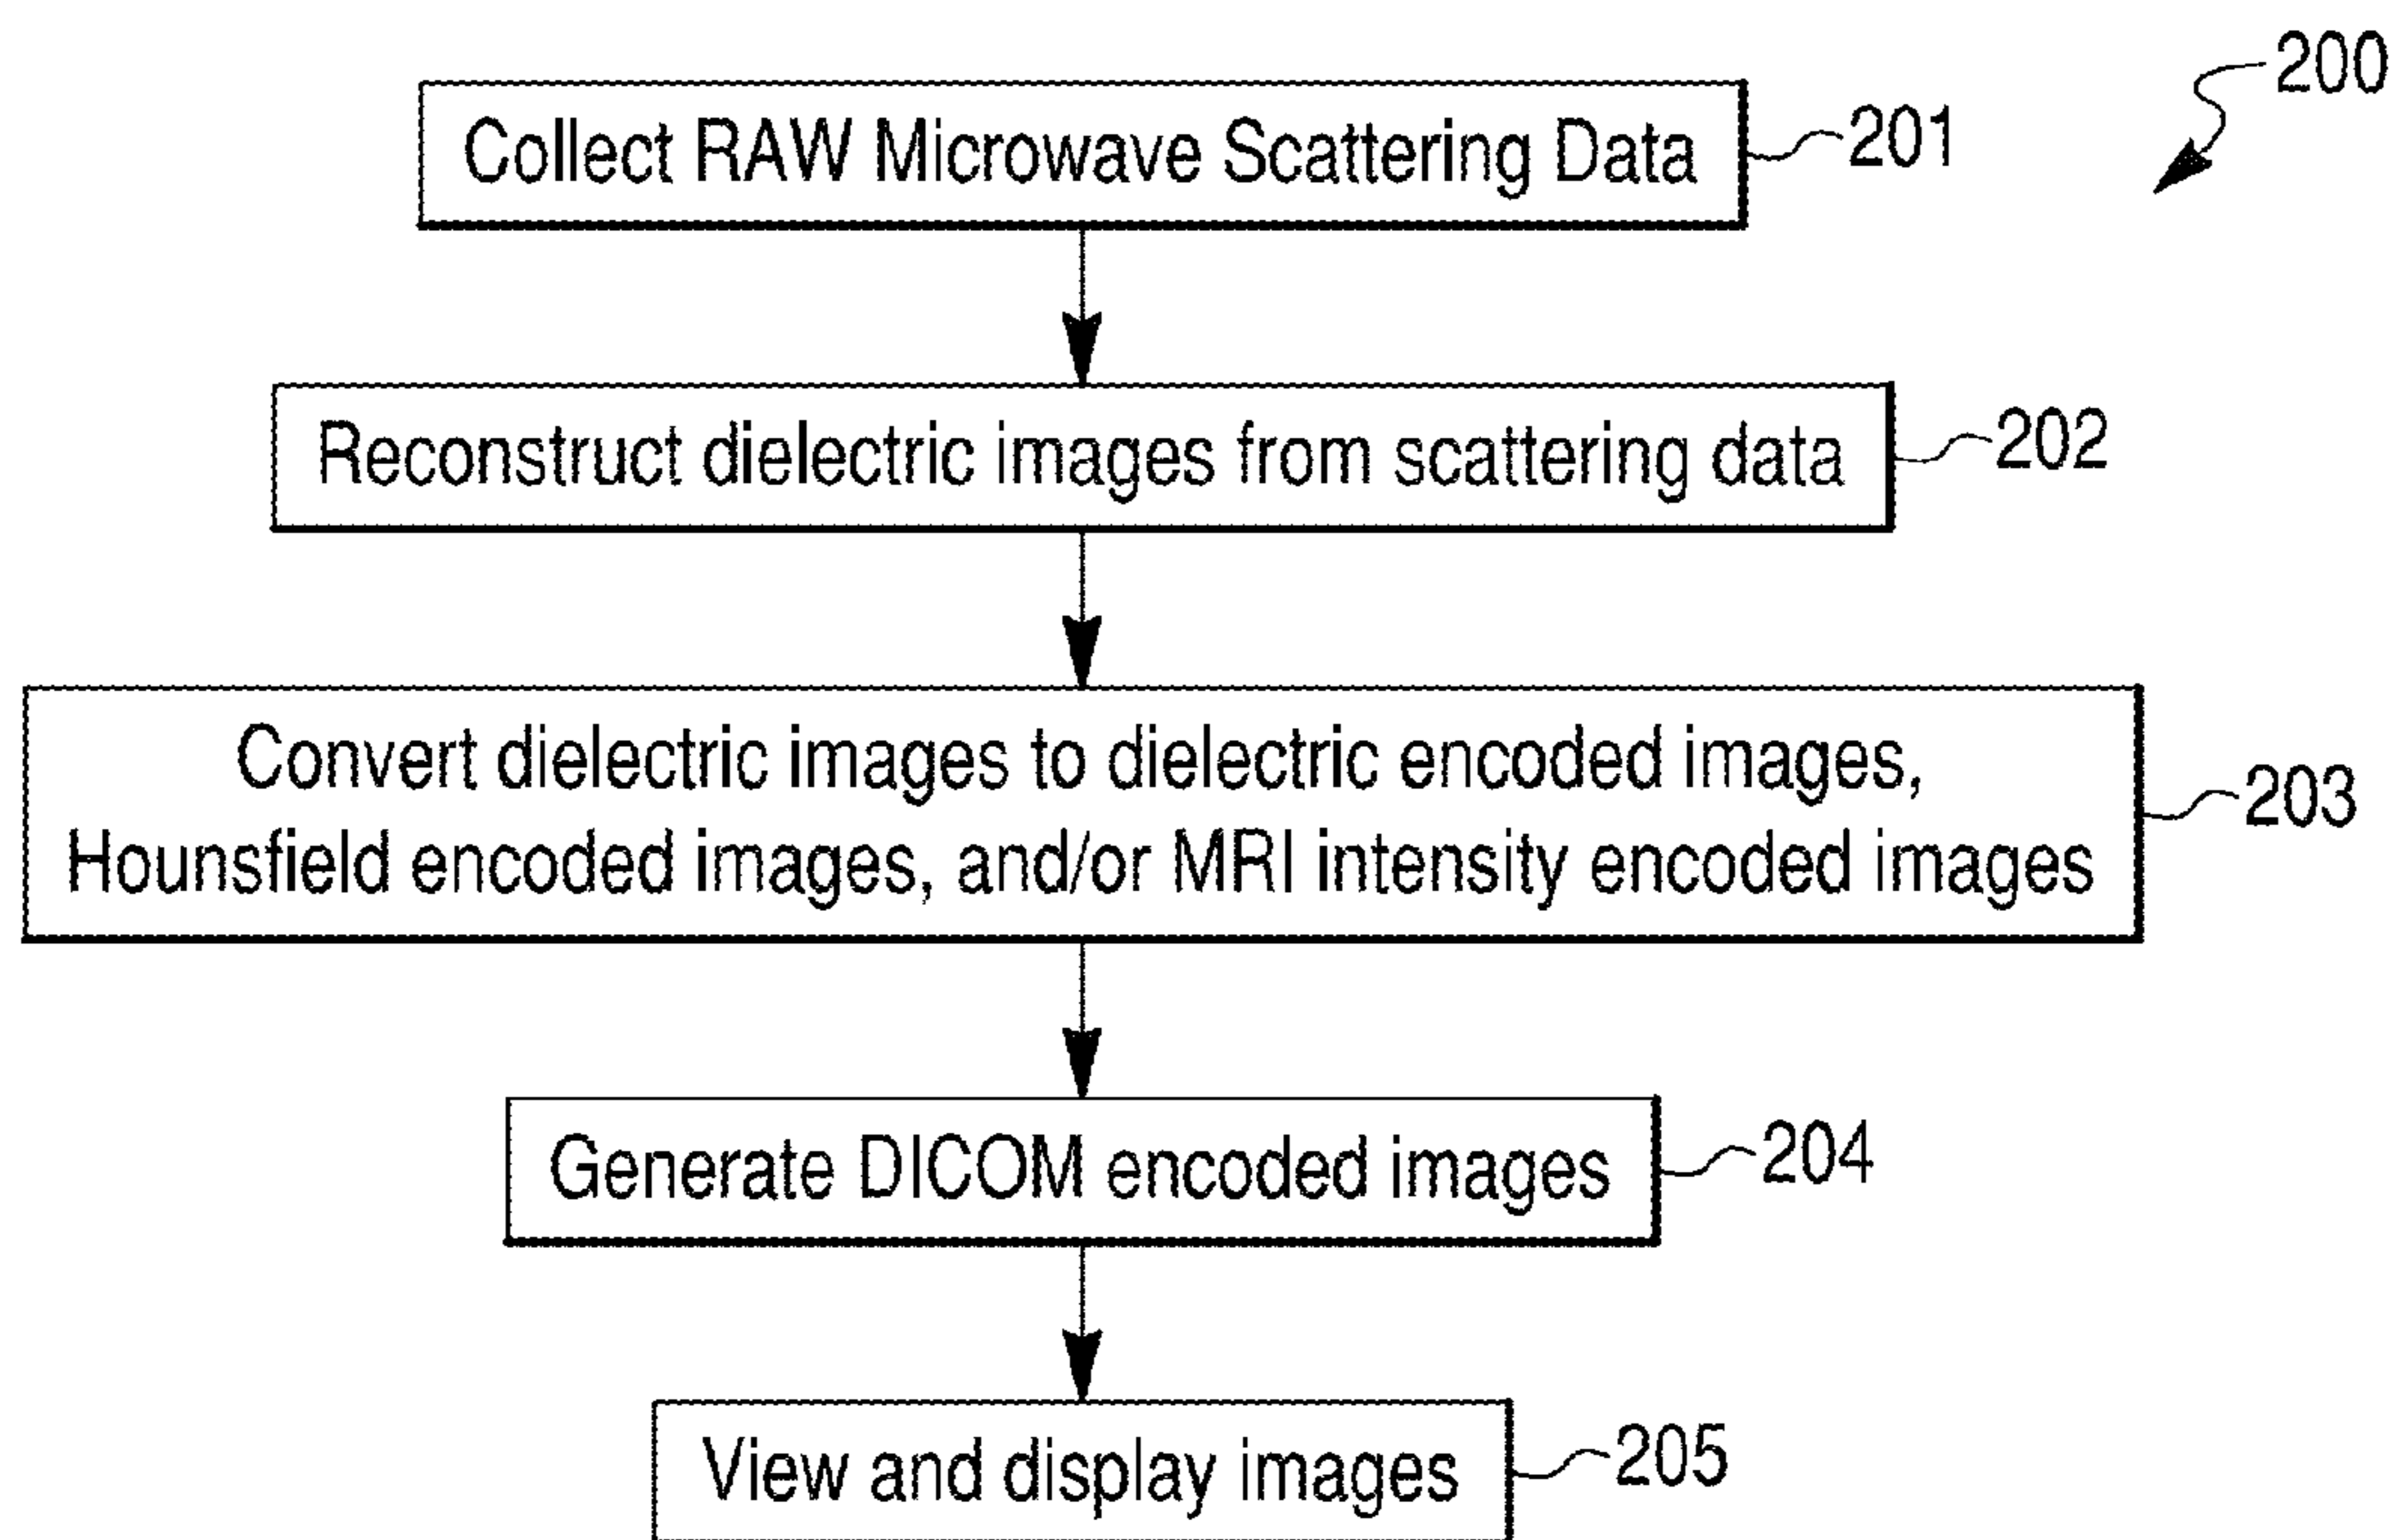 200
Collect RAW Microwave Scattering Data
201
Reconstruct dielectric images from scattering data
202
Convert dielectric images to dielectric encoded images,
Hounsfield encoded images, and/or MRI intensity encoded images
203
Generate DICOM encoded images
204
View and display images
205